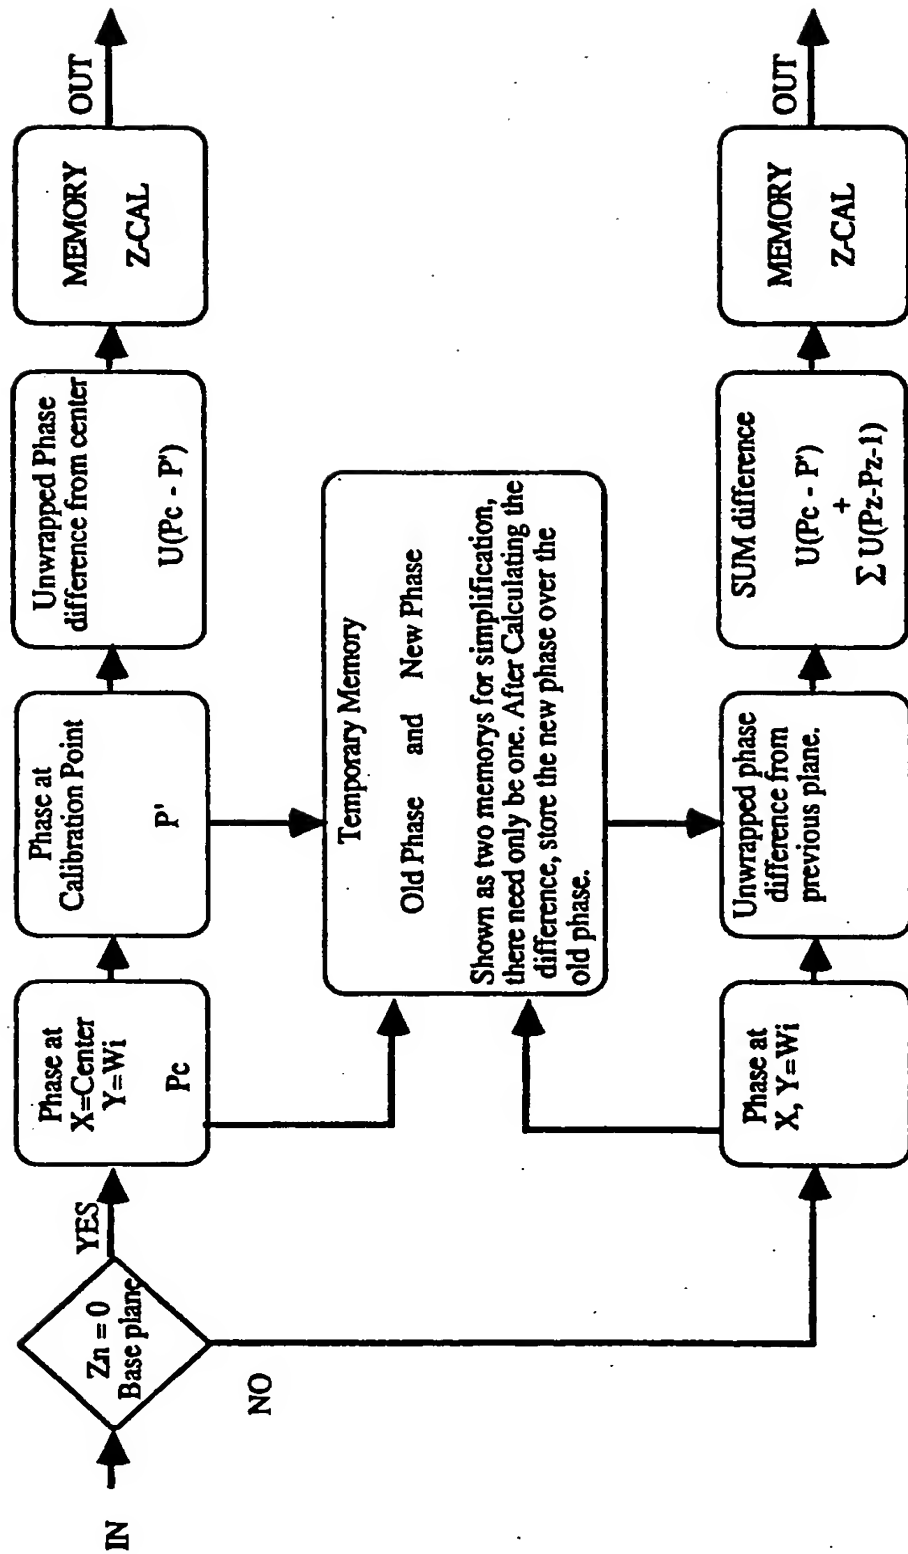 IN
Zn = 0
Base plane
YES
NO
Phase at
X=Center
Y=Wi
Pc
Phase at
Calibration Point
P'
Unwrapped Phase
difference from center
U(Pc - P')
MEMORY
Z-CAL
OUT
Temporary Memory
Old Phase and New Phase
Shown as two memorys for simplification,
there need only be one. After Calculating the
difference, store the new phase over the
old phase.
Phase at
X, Y=Wi
Unwrapped phase
difference from
previous plane.
SUM difference
U(Pc - P')
+
Σ U(Pz-Pz-1)
MEMORY
Z-CAL
OUT